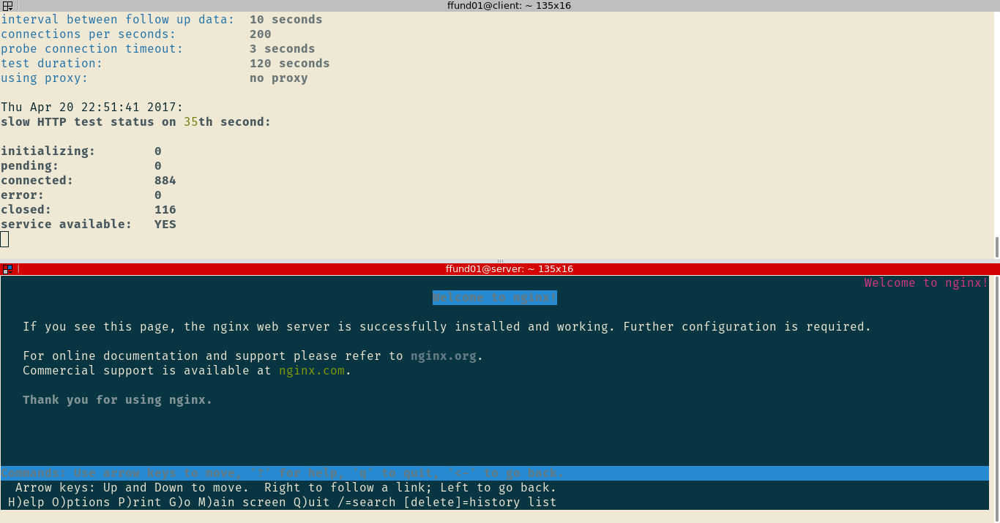 ffund01@client: ~ 135x16
interval between follow up data:  10 seconds
connections per seconds:          200
probe connection timeout:         3 seconds
test duration:                    120 seconds
using proxy:                      no proxy
Thu Apr 20 22:51:41 2017:
slow HTTP test status on 35th second:
initializing:        0
pending:             0
connected:           884
error:               0
closed:              116
service available:   YES
ffund01@server: ~ 135x16
Welcome to nginx!
Welcome to nginx!
If you see this page, the nginx web server is successfully installed and working. Further configuration is required.
For online documentation and support please refer to nginx.org.
Commercial support is available at nginx.com.
Thank you for using nginx.
Commands: Use arrow keys to move, '?' for help, 'q' to quit, '<-' to go back.
Arrow keys: Up and Down to move.  Right to follow a link; Left to go back.
H)elp O)ptions P)rint G)o M)ain screen Q)uit /=search [delete]=history list